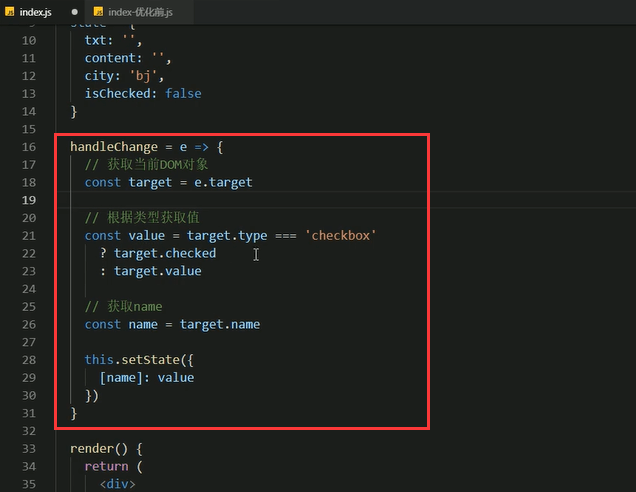 index.js
index-优化前.js
10 txt: '',
11 content: '',
12 city: 'bj',
13 isChecked: false
14 }
15
16 handleChange = e => {
17 // 获取当前DOM对象
18 const target = e.target
19
20 // 根据类型获取值
21 const value = target.type === 'checkbox'
22 ? target.checked
23 : target.value
24
25 // 获取name
26 const name = target.name
27
28 this.setState({
29 [name]: value
30 })
31 }
32
33 render() {
34 return (
35 <div>